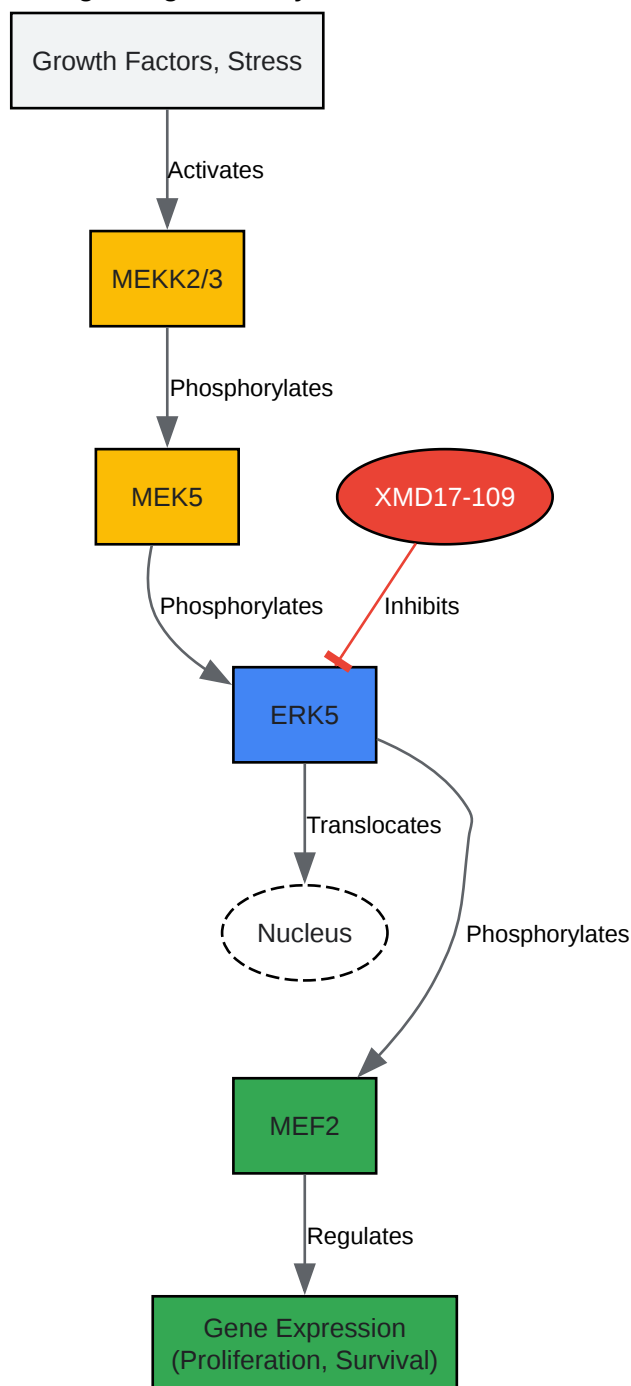 Growth Factors, Stress
Activates
MEKK2/3
Phosphorylates
MEK5
XMD17-109
Phosphorylates
Inhibits
ERK5
Translocates
Nucleus
Phosphorylates
MEF2
Regulates
Gene Expression
(Proliferation, Survival)